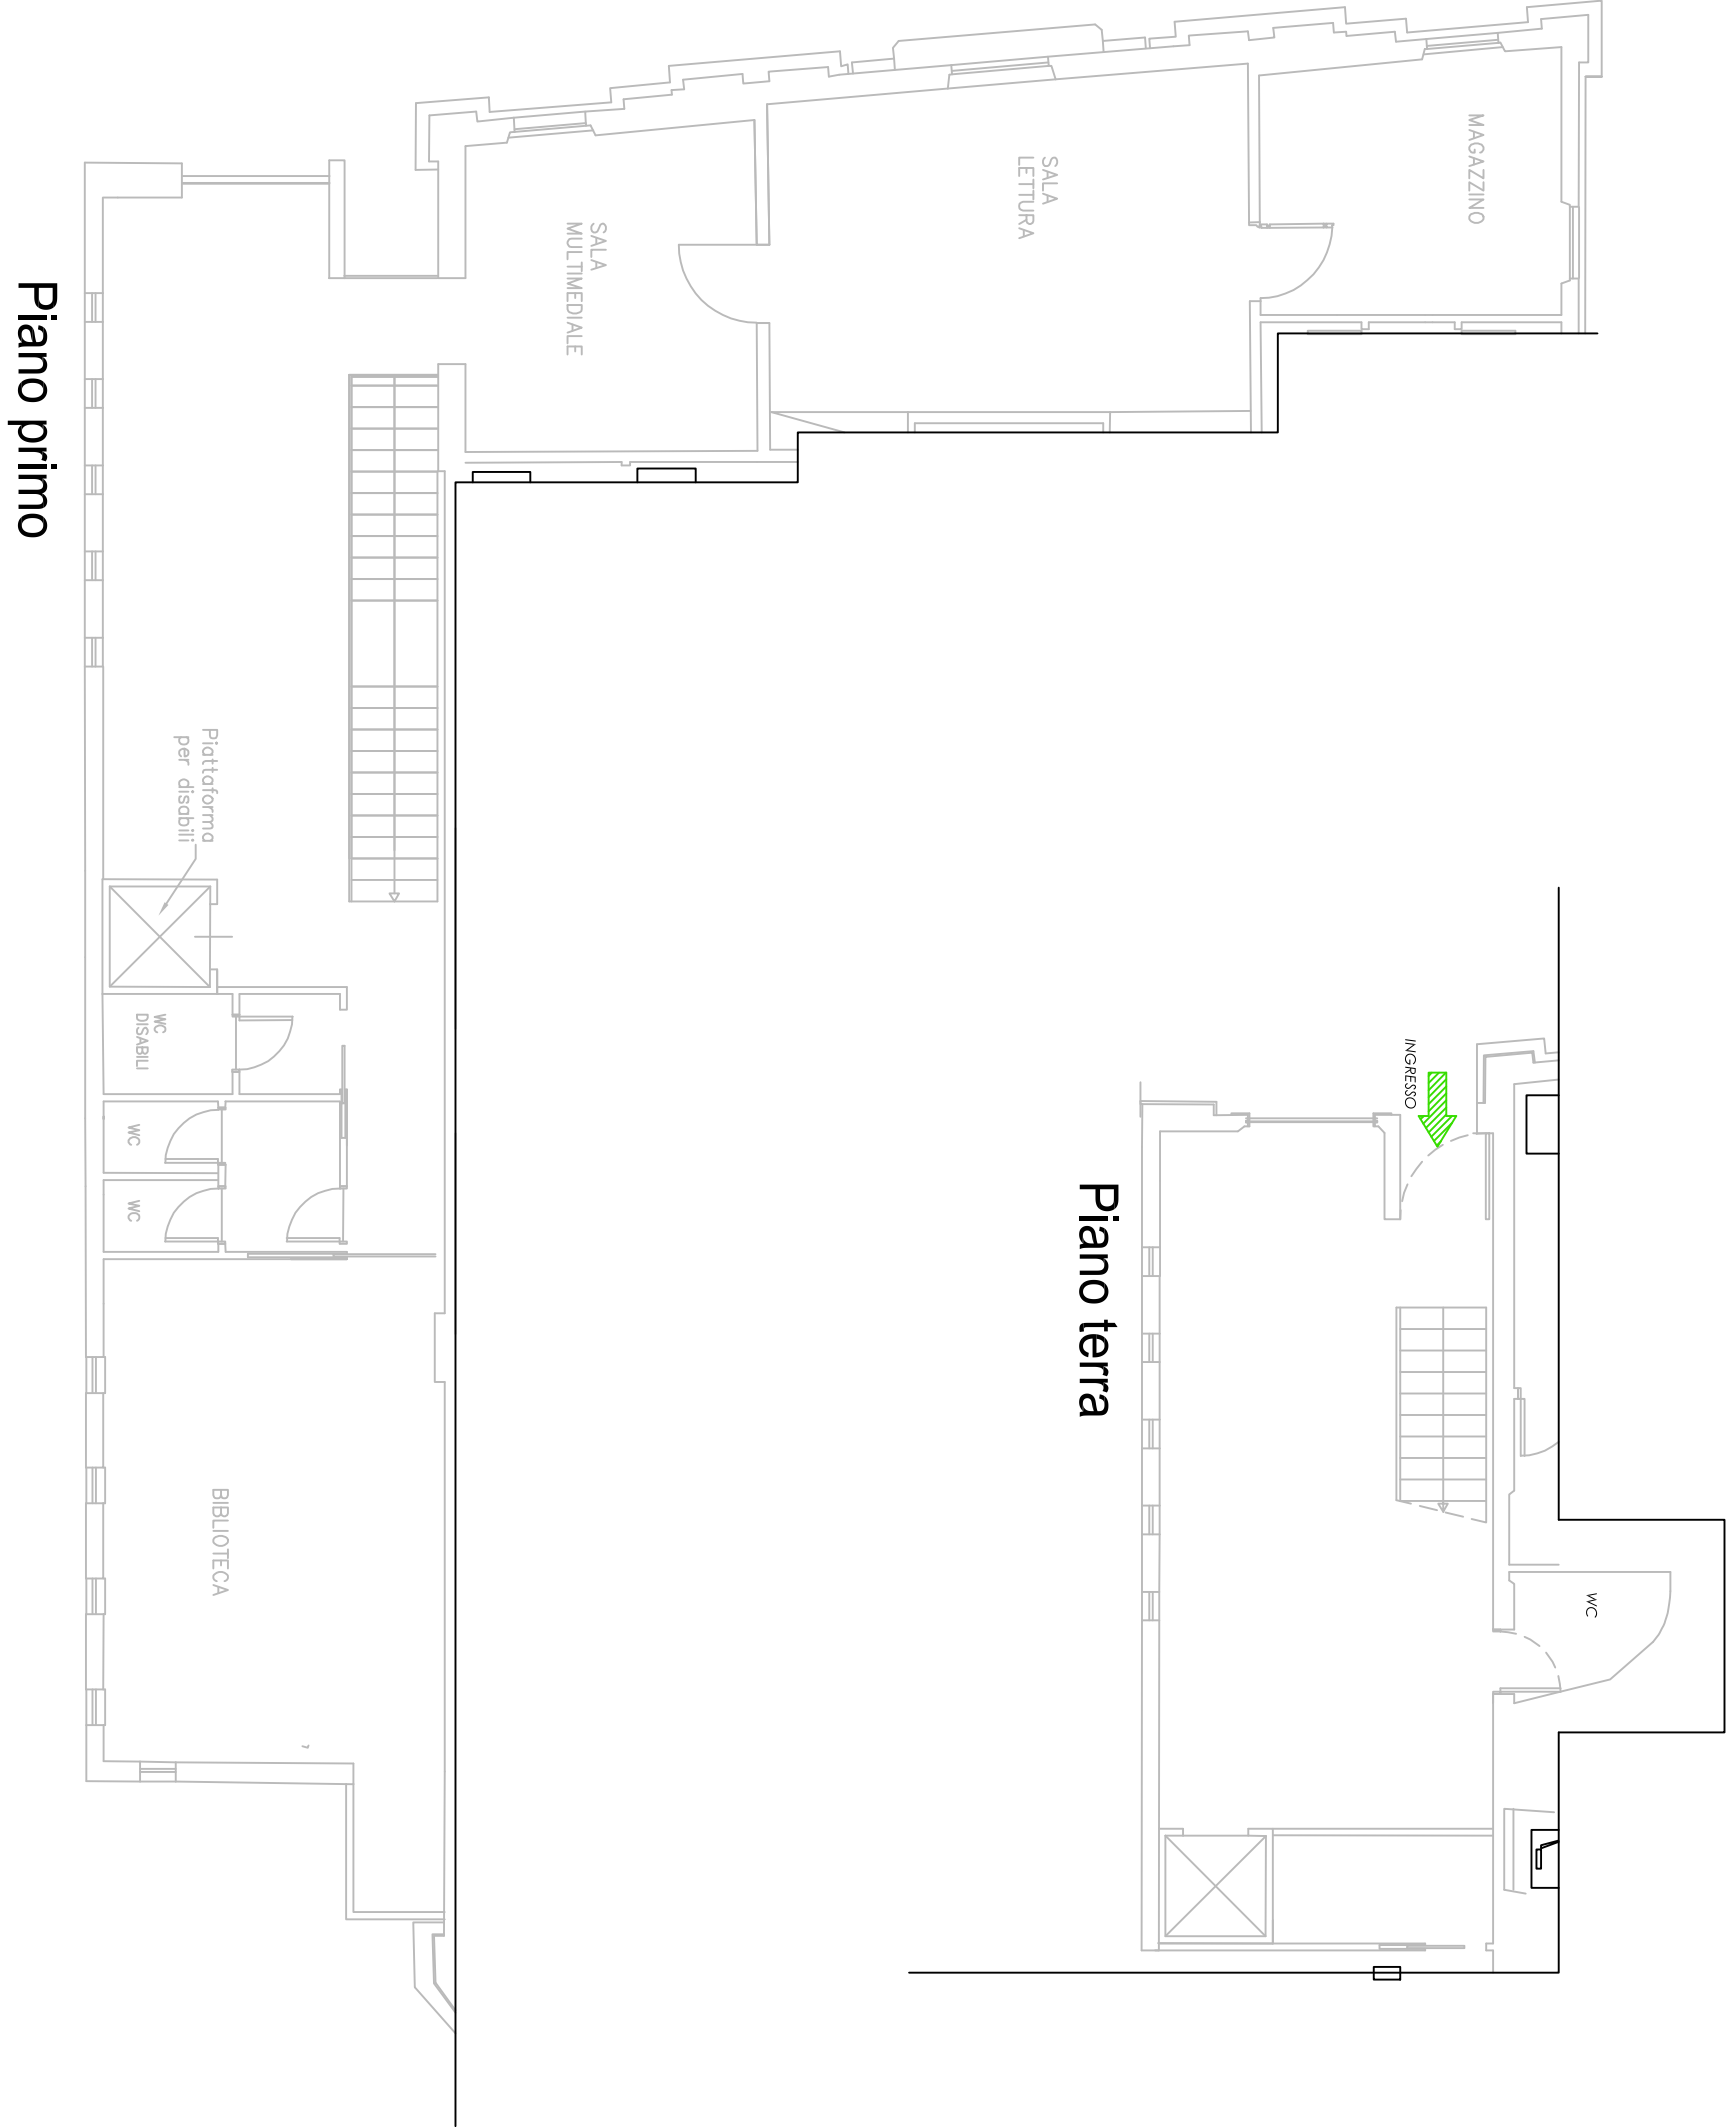 MAGAZZINO
SALA
LETTURA
SALA
MULTIMEDIALE
Piano primo
Piattaforma
per disabili
WC
DISABILI
WC
WC
BIBLIOTECA
INGRESSO
Piano terra
WC